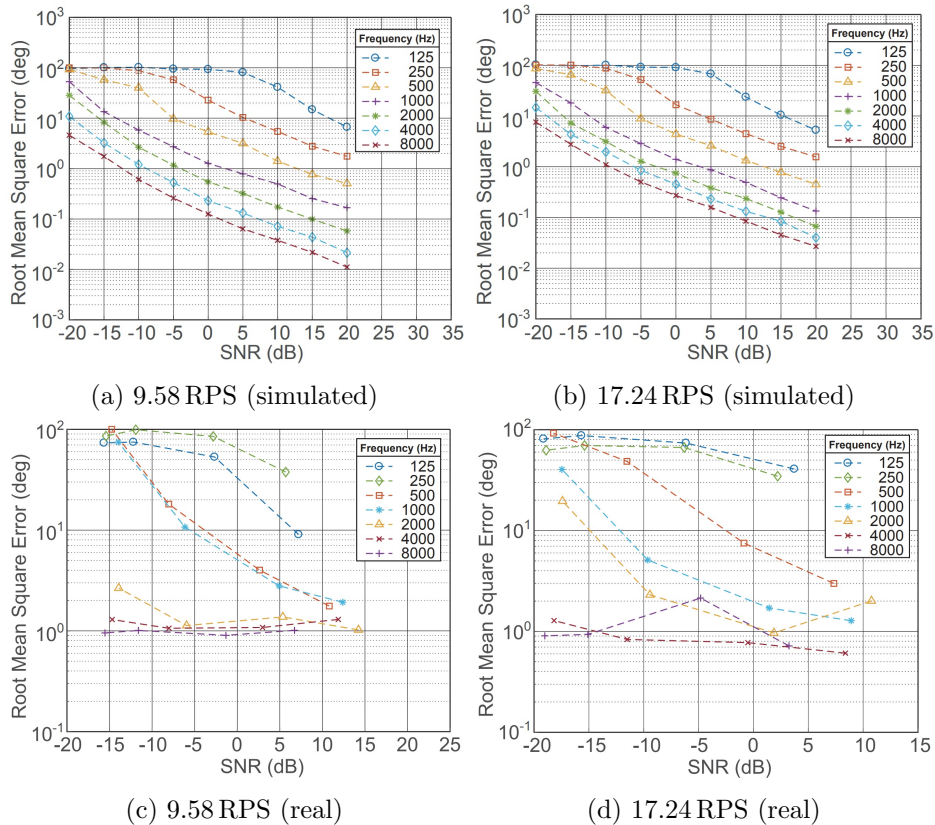 10^3
10^2
10^1
10^0
10^-1
10^-2
10^-3
Root Mean Square Error (deg)
-20 -15 -10 -5 0 5 10 15 20 25 30 35
SNR (dB)
Frequency (Hz)
125
250
500
1000
2000
4000
8000
(a) 9.58 RPS (simulated)
10^3
10^2
10^1
10^0
10^-1
10^-2
10^-3
Root Mean Square Error (deg)
-20 -15 -10 -5 0 5 10 15 20 25 30 35
SNR (dB)
Frequency (Hz)
125
250
500
1000
2000
4000
8000
(b) 17.24 RPS (simulated)
10^2
10^1
10^0
10^-1
Root Mean Square Error (deg)
-20 -15 -10 -5 0 5 10 15 20 25
SNR (dB)
Frequency (Hz)
125
250
500
1000
2000
4000
8000
(c) 9.58 RPS (real)
10^2
10^1
10^0
10^-1
Root Mean Square Error (deg)
-20 -15 -10 -5 0 5 10 15
SNR (dB)
Frequency (Hz)
125
250
500
1000
2000
4000
8000
(d) 17.24 RPS (real)